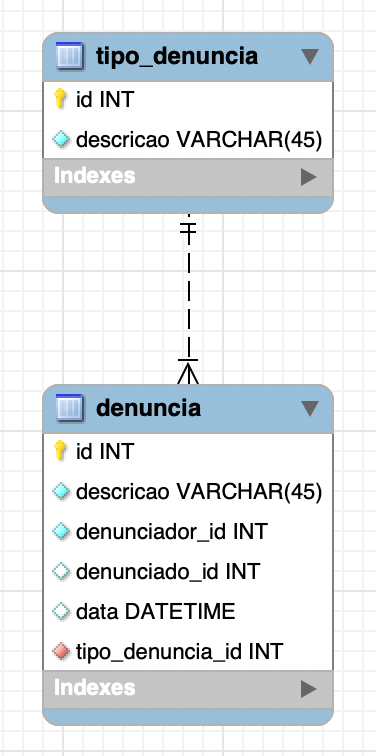 tipo_denuncia
id INT
descricao VARCHAR(45)
Indexes
denuncia
id INT
descricao VARCHAR(45)
denunciador_id INT
denunciado_id INT
data DATETIME
tipo_denuncia_id INT
Indexes